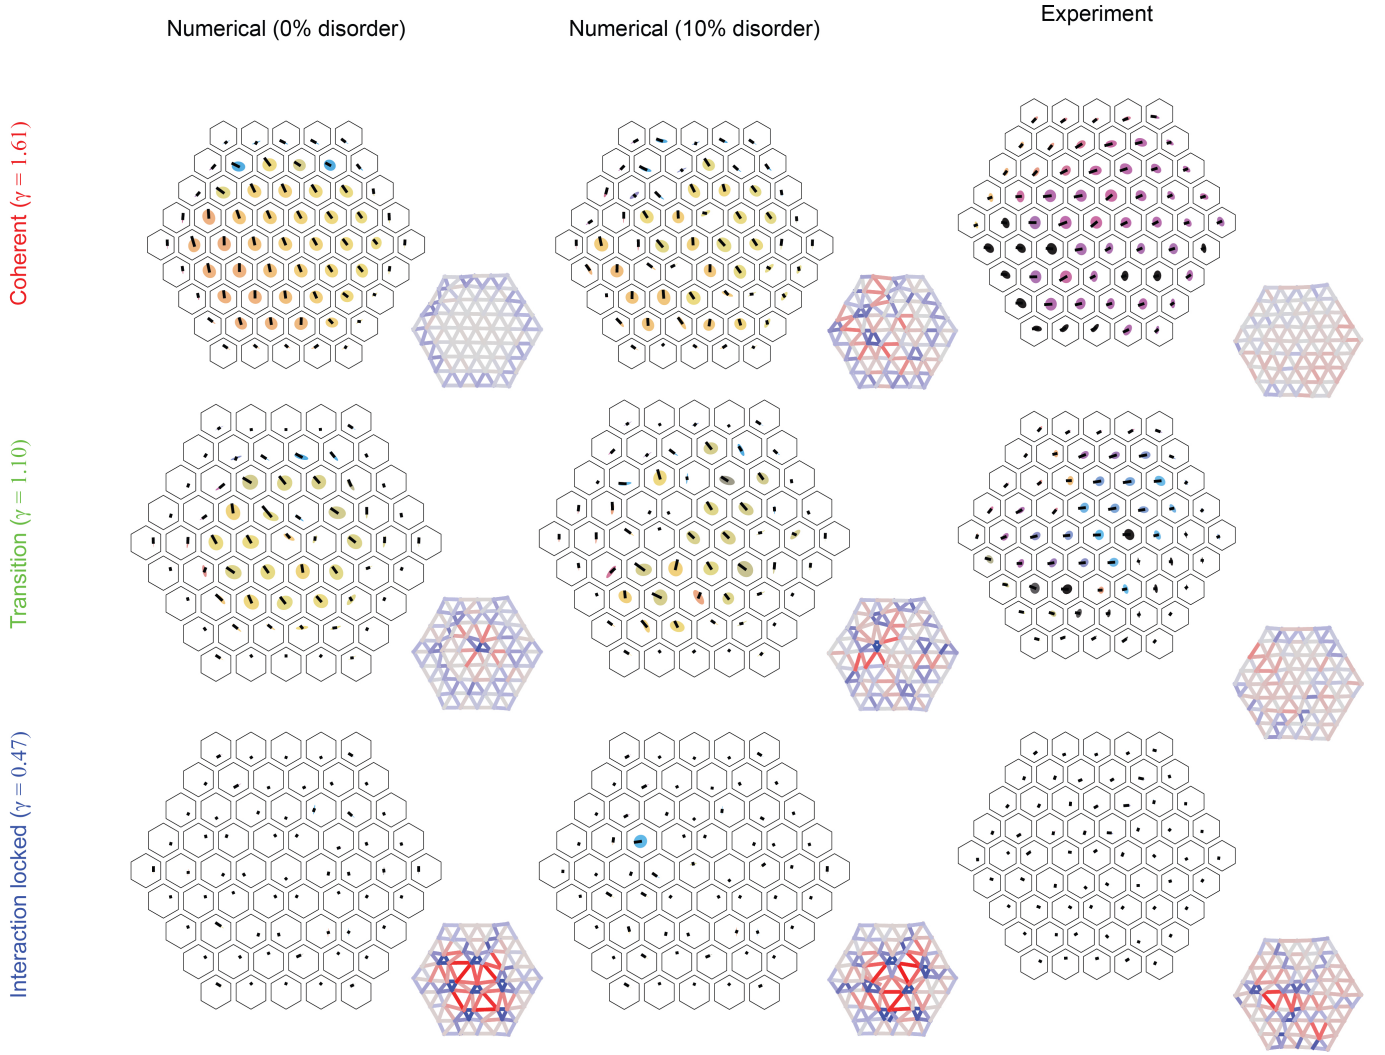 Numerical (0% disorder)
Numerical (10% disorder)
Experiment
Coherent (γ = 1.61)
Transition (γ = 1.10)
Interaction locked (γ = 0.47)